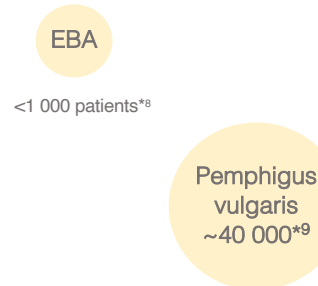 EBA
<1 000 patients*⁸
Pemphigus
vulgaris
~40 000*⁹